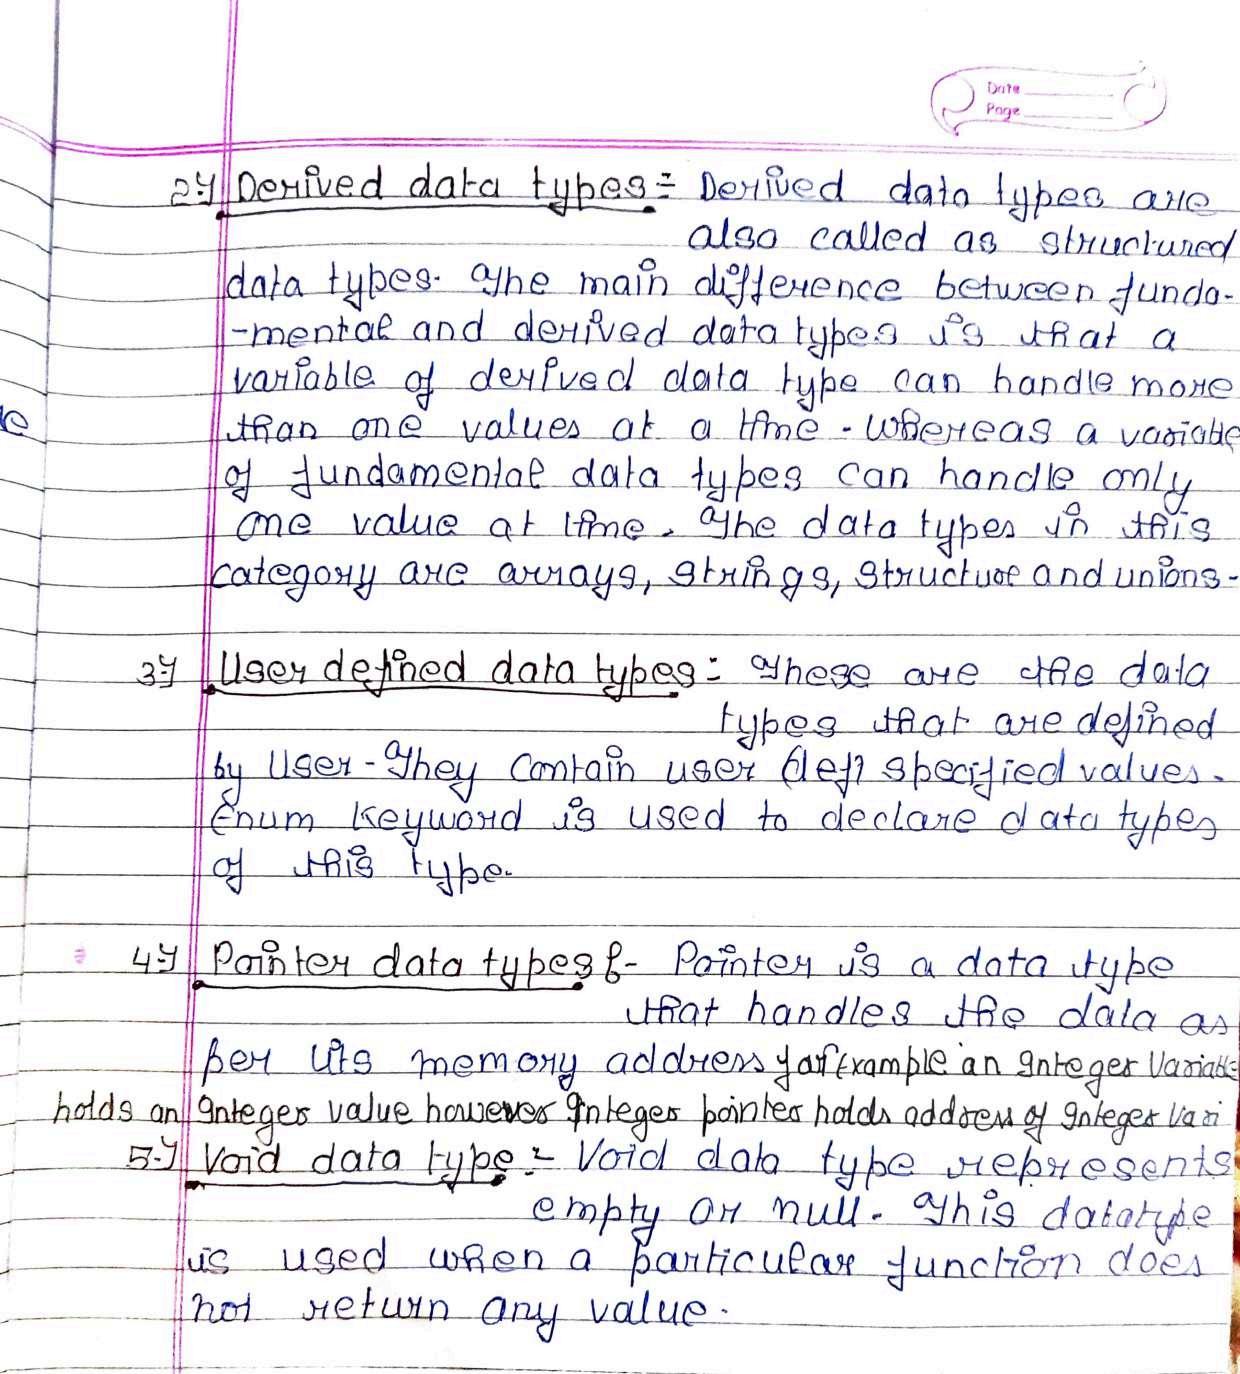 Date
Page
2) Derived data types:- Derived data types are
also called as structured
data types. The main difference between funda-
-mental and derived data types is that a
variable of derived data type can handle more
than one values at a time. Whereas a variable
of fundamental data types can handle only
one value at time. The data types in this
category are arrays, strings, structure and unions.
3) User defined data types:- These are the data
types that are defined
by User. They contain user defi specified values.
Enum keyword is used to declare data types
of this type.
4) Pointer data types :- Pointer is a data type
that handles the data as
per its memory address for Example an Integer Variable
holds an Integer value however Integer pointer holds address of Integer Vari
5) Void data type :- Void data type represents
empty or null. This datatype
is used when a particular function does
not return any value.